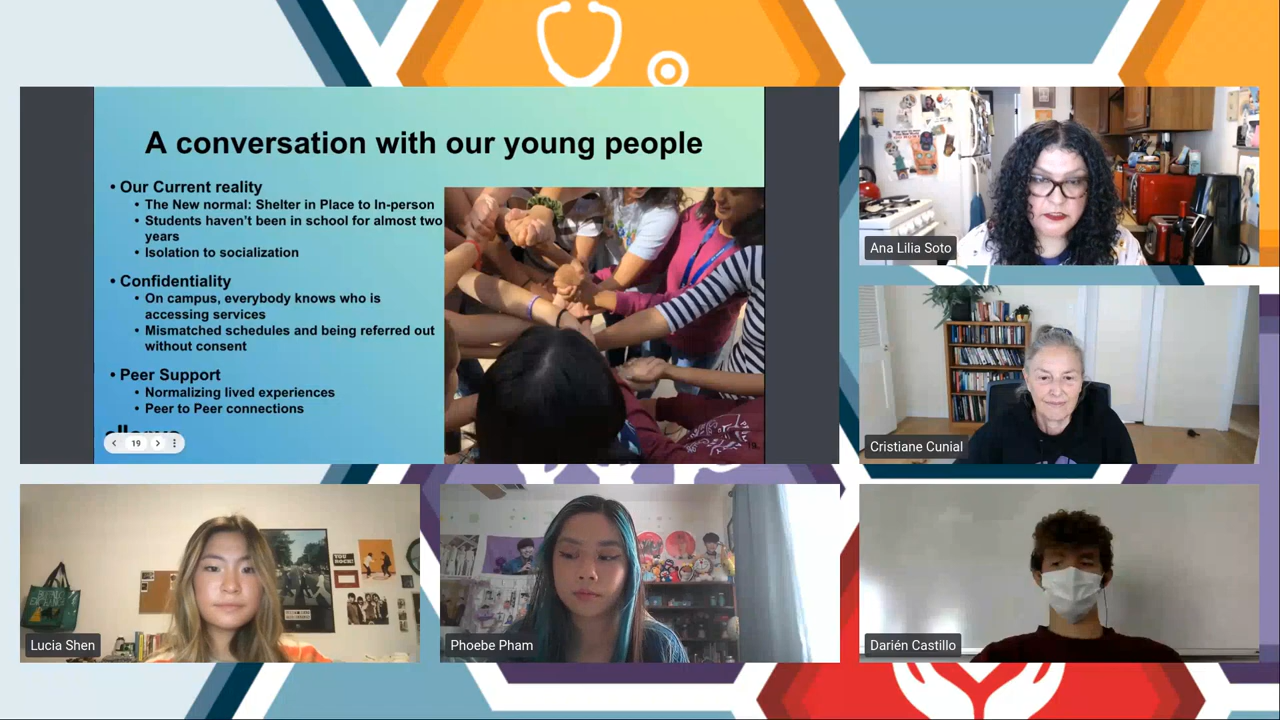 A conversation with our young people
• Our Current reality
• The New normal: Shelter in Place to In-person
• Students haven't been in school for almost two
years
• Isolation to socialization
• Confidentiality
• On campus, everybody knows who is
accessing services
• Mismatched schedules and being referred out
without consent
• Peer Support
• Normalizing lived experiences
• Peer to Peer connections
19
Ana Lilia Soto
Cristiane Cunial
YOU
ROCK!
Lucia Shen
Phoebe Pham
Darién Castillo